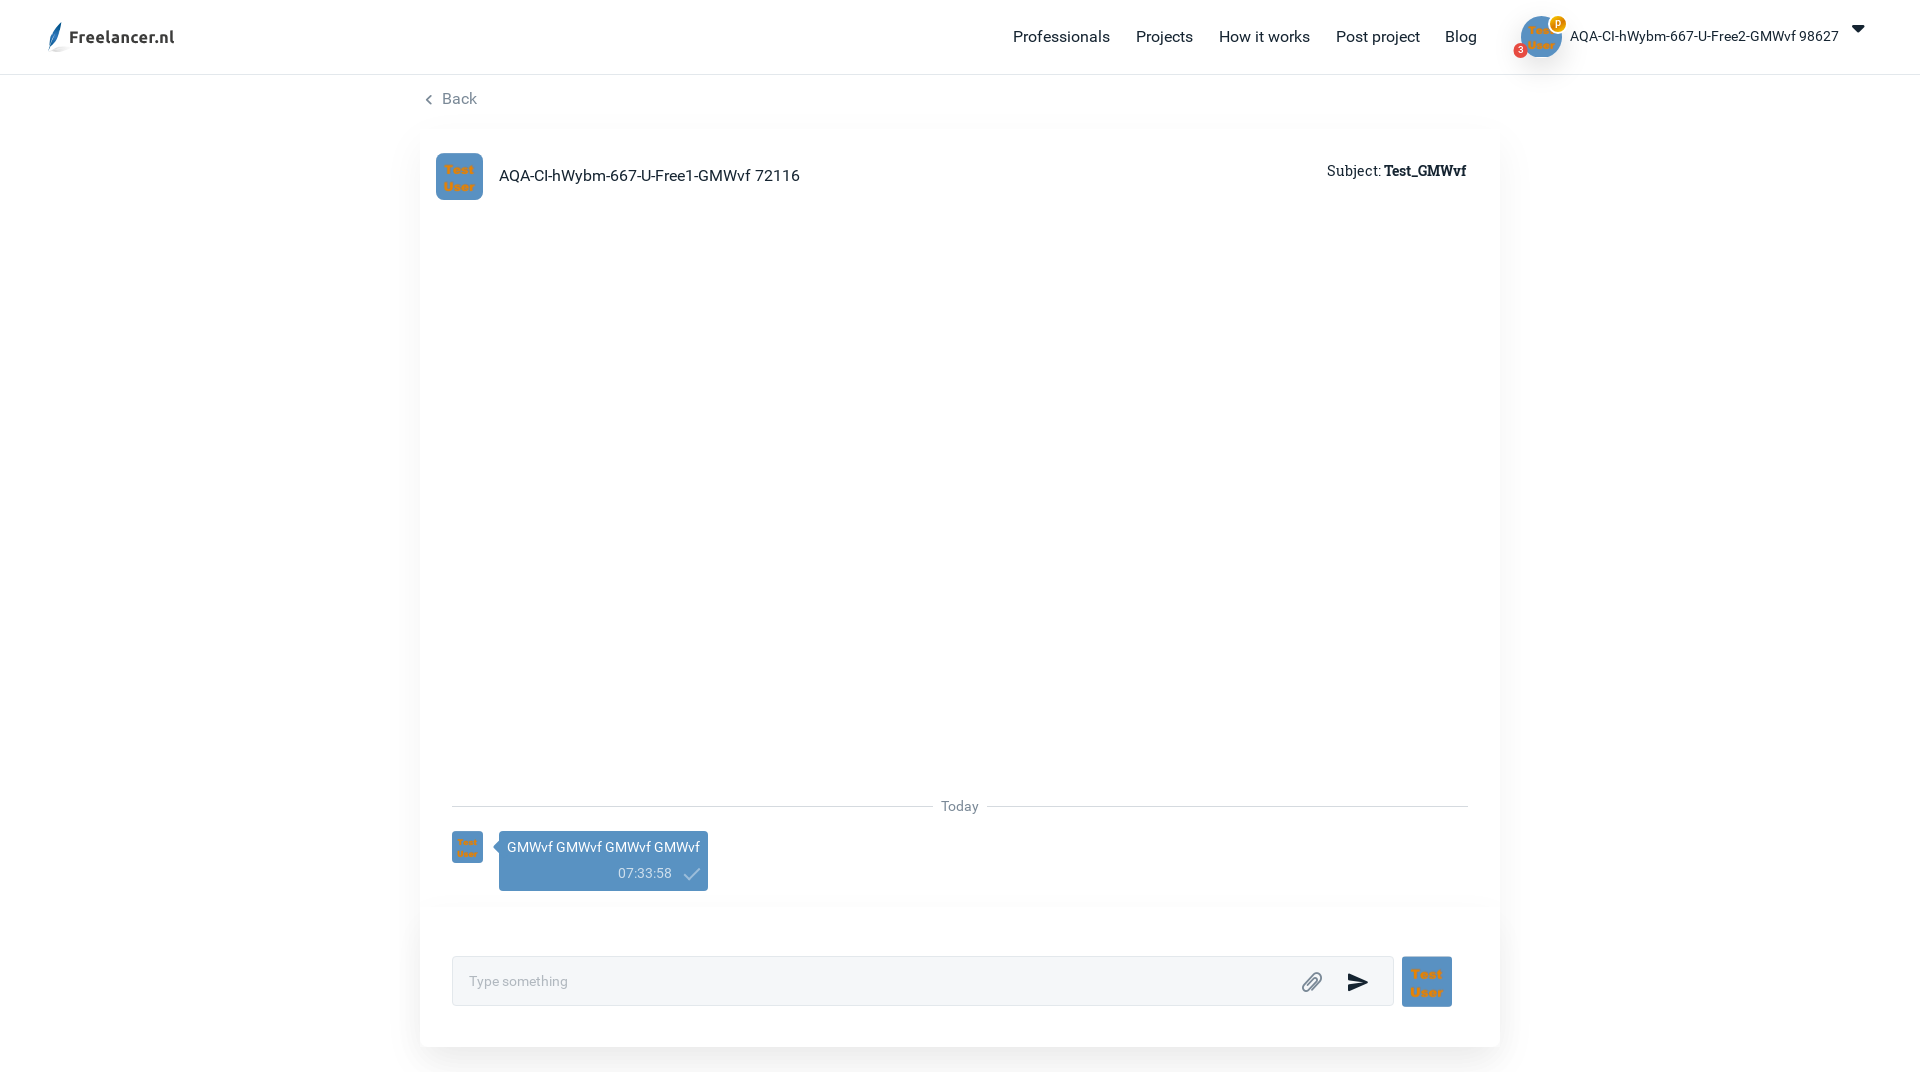 Freelancer.nl
Professionals Projects How it works Post project Blog
Test User P 3
AQA-CI-hWybm-667-U-Free2-GMWvf 98627
Back
Test
User
AQA-CI-hWybm-667-U-Free1-GMWvf 72116
Subject: Test_GMWvf
Today
Test
User
GMWvf GMWvf GMWvf GMWvf
07:33:58
Type something
Test
User